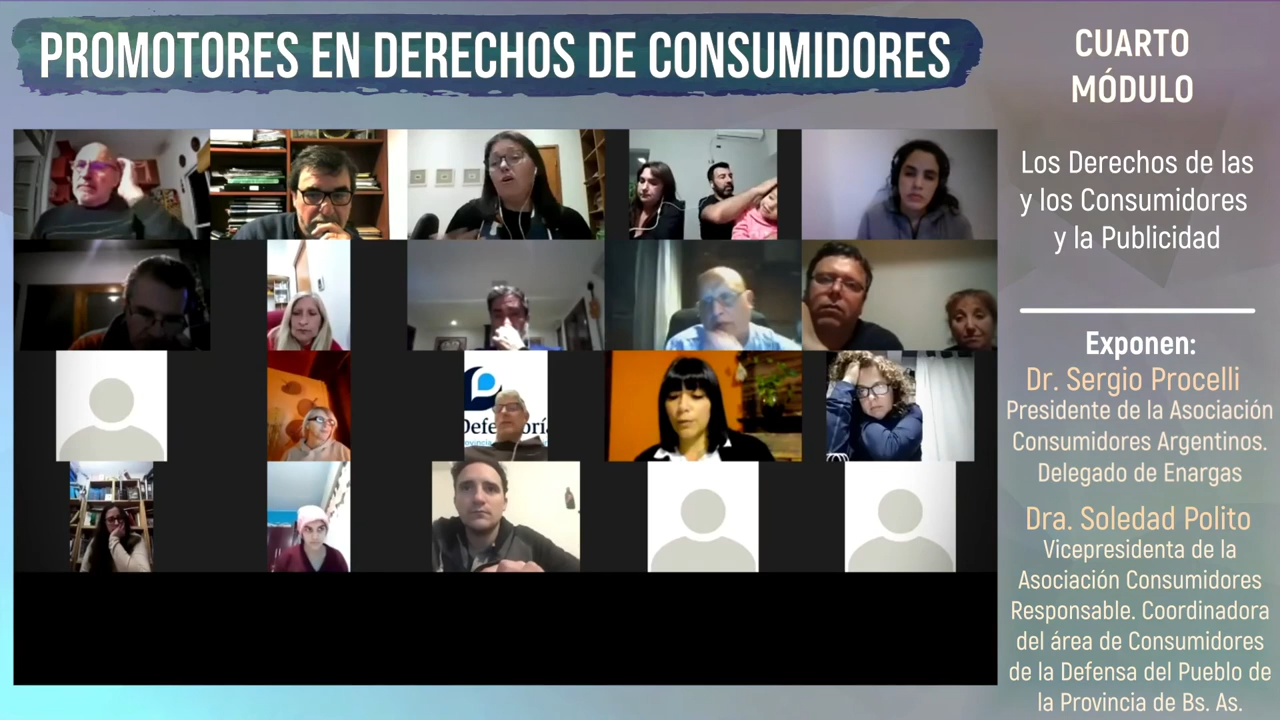 PROMOTORES EN DERECHOS DE CONSUMIDORES
CUARTO
MÓDULO
Los Derechos de las
y los Consumidores
y la Publicidad
Exponen:
Dr. Sergio Procelli
Presidente de la Asociación
Consumidores Argentinos.
Delegado de Enargas
Dra. Soledad Polito
Vicepresidenta de la
Asociación Consumidores
Responsable. Coordinadora
del área de Consumidores
de la Defensa del Pueblo de
la Provincia de Bs. As.